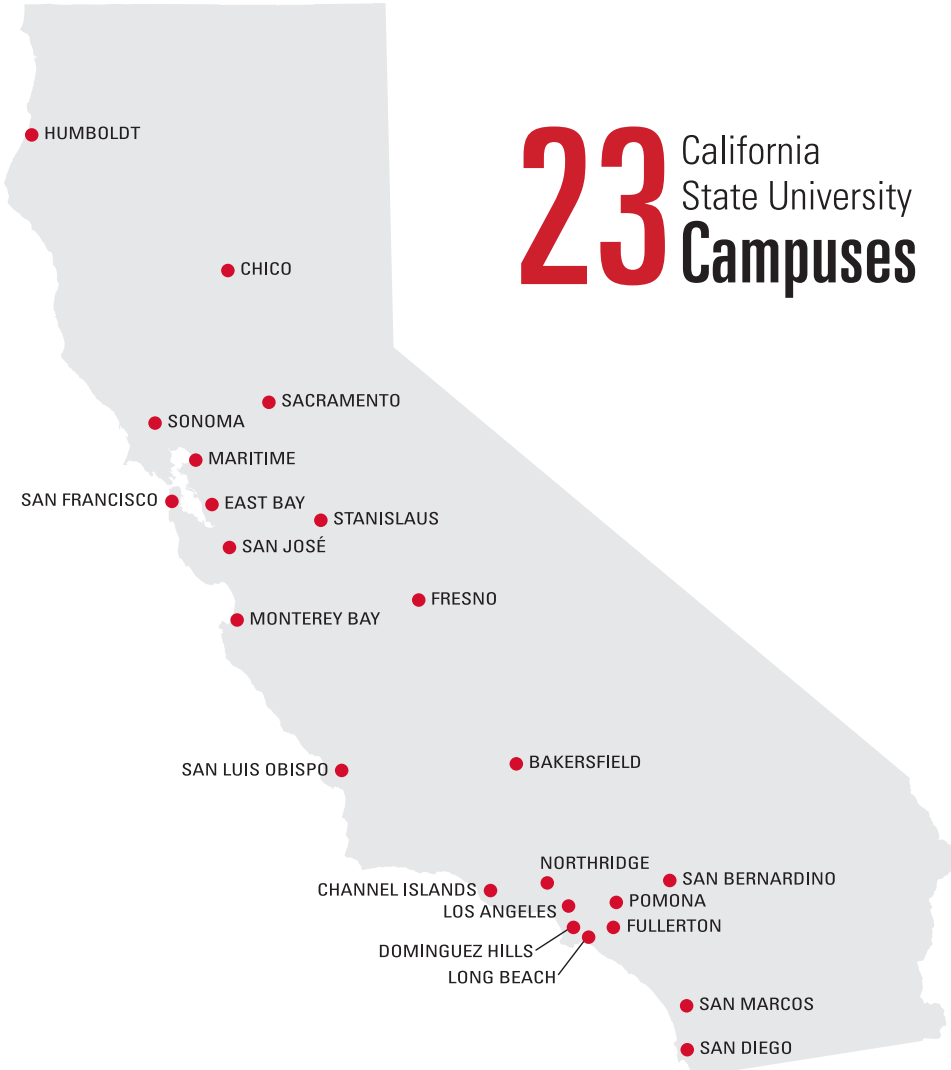 HUMBOLDT
23
California
State University
Campuses
CHICO
SACRAMENTO
SONOMA
MARITIME
SAN FRANCISCO
EAST BAY
STANISLAUS
SAN JOSÉ
FRESNO
MONTEREY BAY
SAN LUIS OBISPO
BAKERSFIELD
NORTHRIDGE
SAN BERNARDINO
CHANNEL ISLANDS
POMONA
LOS ANGELES
FULLERTON
DOMINGUEZ HILLS
LONG BEACH
SAN MARCOS
SAN DIEGO